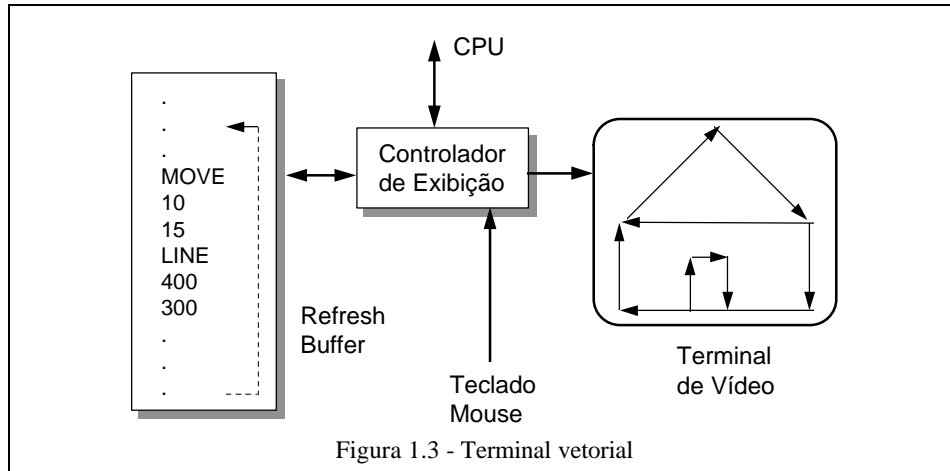 CPU
.
.
.
MOVE
10
15
LINE
400
300
.
.
.
Refresh
Buffer
Controlador
de Exibição
Teclado
Mouse
Terminal
de Vídeo
Figura 1.3 - Terminal vetorial